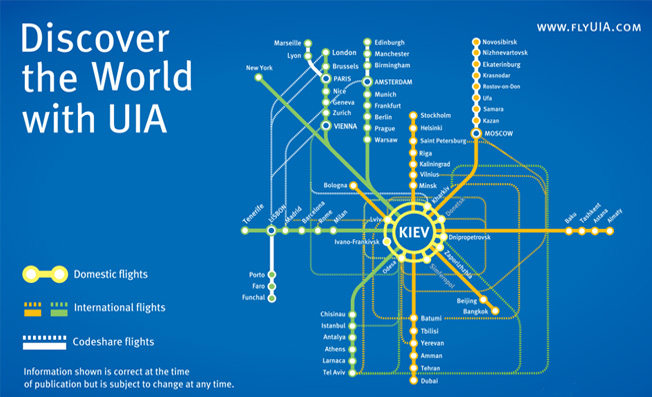 Discover
the World
with UIA
www.flyUIA.com
New York
Marseille
Lyon
London
Brussels
PARIS
Nice
Geneva
Zurich
VIENNA
Edinburgh
Manchester
Birmingham
AMSTERDAM
Munich
Frankfurt
Berlin
Prague
Warsaw
Stockholm
Helsinki
Saint Petersburg
Riga
Kaliningrad
Vilnius
Minsk
Novosibirsk
Nizhnevartovsk
Ekaterinburg
Krasnodar
Rostov-on-Don
Ufa
Samara
Kazan
MOSCOW
Bologna
Tenerife
LISBON
Madrid
Barcelona
Rome
Milan
Lviv
Ivano-Frankivsk
Odesa
KIEV
Kharkiv
Donetsk
Dnipropetrovsk
Zaporizhzhia
Simferopol
Baku
Tashkent
Astana
Almaty
Beijing
Bangkok
Porto
Faro
Funchal
Chisinau
Istanbul
Antalya
Athens
Larnaca
Tel Aviv
Batumi
Tbilisi
Yerevan
Amman
Tehran
Dubai
Domestic flights
International flights
Codeshare flights
Information shown is correct at the time
of publication but is subject to change at any time.